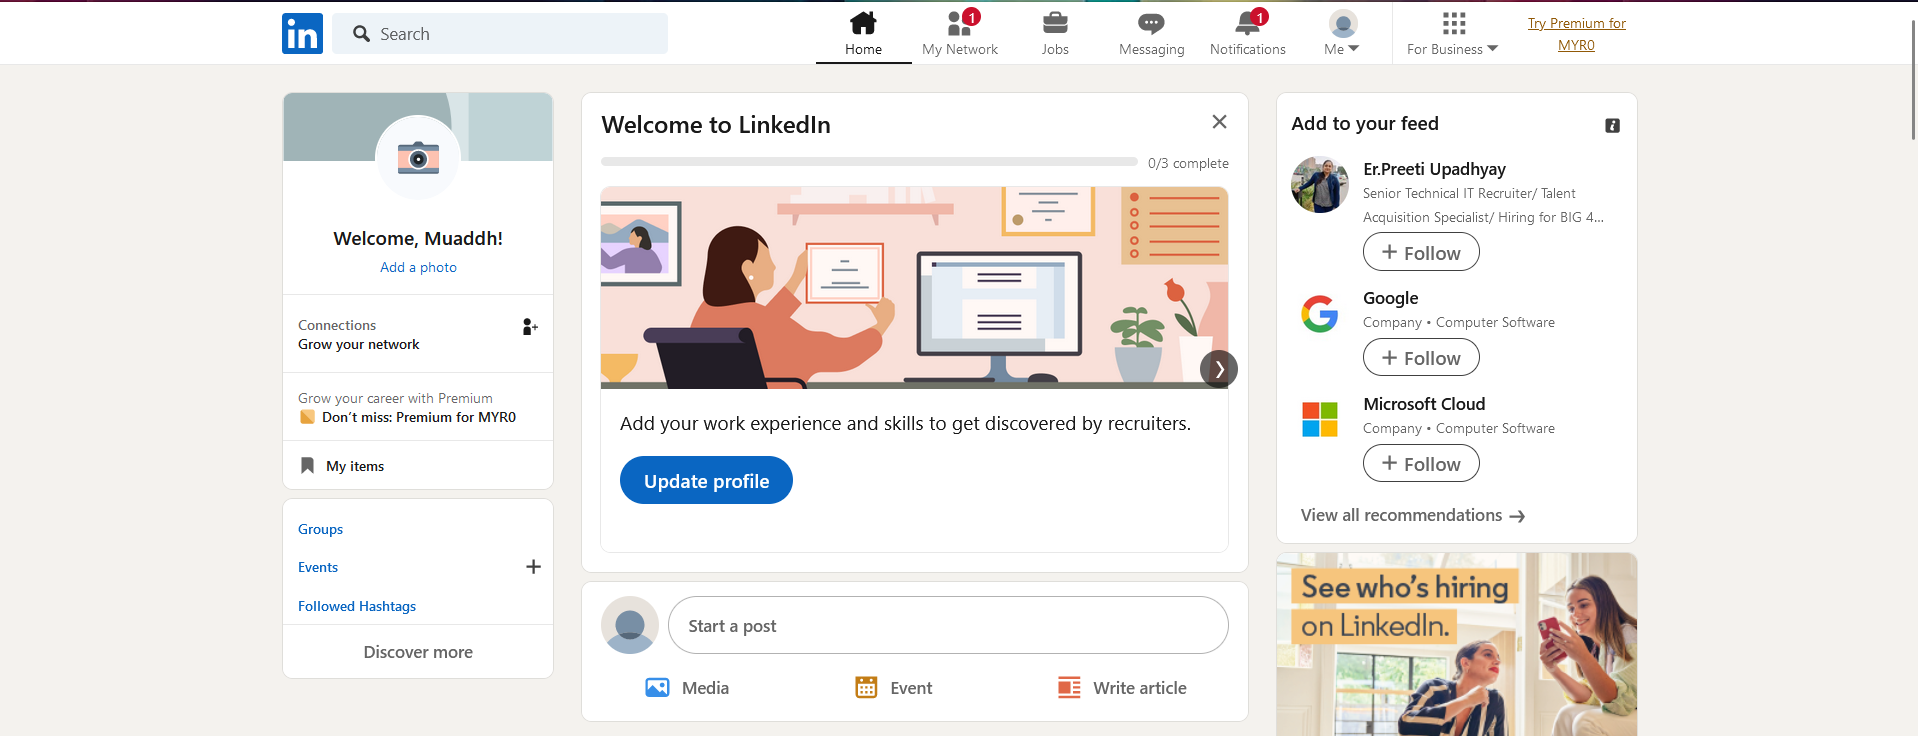 in
Search
Home
1
My Network
Jobs
Messaging
1
Notifications
Me
For Business
Try Premium for
MYR0
Welcome, Muaddh!
Add a photo
Connections
Grow your network
Grow your career with Premium
Don't miss: Premium for MYR0
My items
Groups
Events
Followed Hashtags
Discover more
Welcome to LinkedIn
0/3 complete
Add your work experience and skills to get discovered by recruiters.
Update profile
Start a post
Media
Event
Write article
Add to your feed
Er.Preeti Upadhyay
Senior Technical IT Recruiter/ Talent
Acquisition Specialist/ Hiring for BIG 4...
+ Follow
Google
Company • Computer Software
+ Follow
Microsoft Cloud
Company • Computer Software
+ Follow
View all recommendations →
See who's hiring
on LinkedIn.